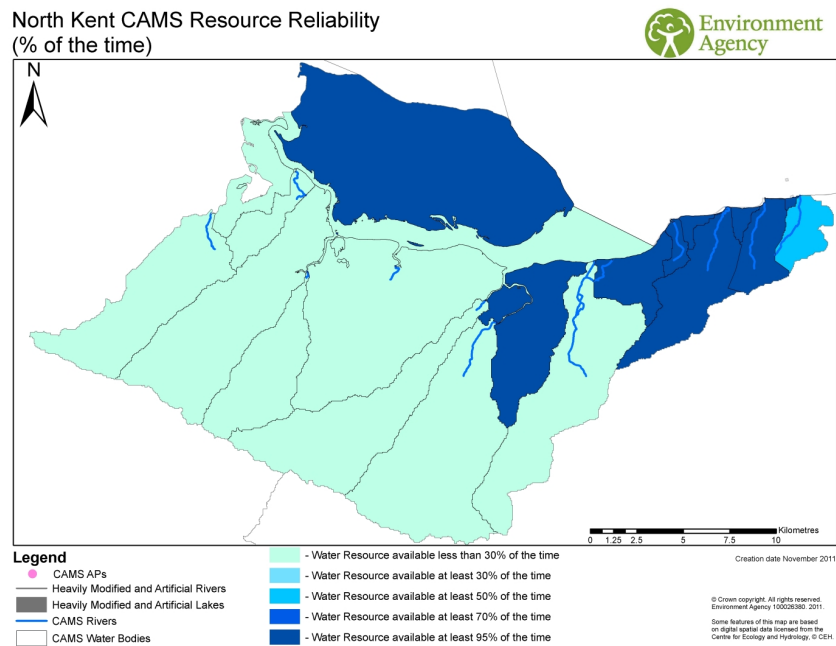 North Kent CAMS Resource Reliability
(% of the time)
Environment
Agency
N
Kilometres
0 1.25 2.5 5 7.5 10
Legend
CAMS APs
Heavily Modified and Artificial Rivers
Heavily Modified and Artificial Lakes
CAMS Rivers
CAMS Water Bodies
- Water Resource available less than 30% of the time
- Water Resource available at least 30% of the time
- Water Resource available at least 50% of the time
- Water Resource available at least 70% of the time
- Water Resource available at least 95% of the time
Creation date November 2011
© Crown copyright. All rights reserved.
Environment Agency 100026380. 2011.
Some features of this map are based
on digital spatial data licensed from the
Centre for Ecology and Hydrology, © CEH.